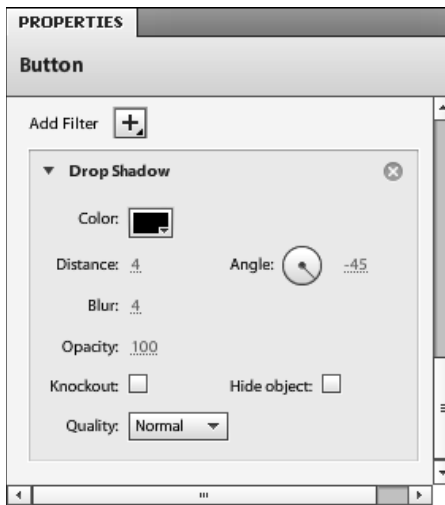 PROPERTIES
Button
Add Filter
Drop Shadow
Color:
Distance: 4 Angle: -45
Blur: 4
Opacity: 100
Knockout: Hide object:
Quality: Normal